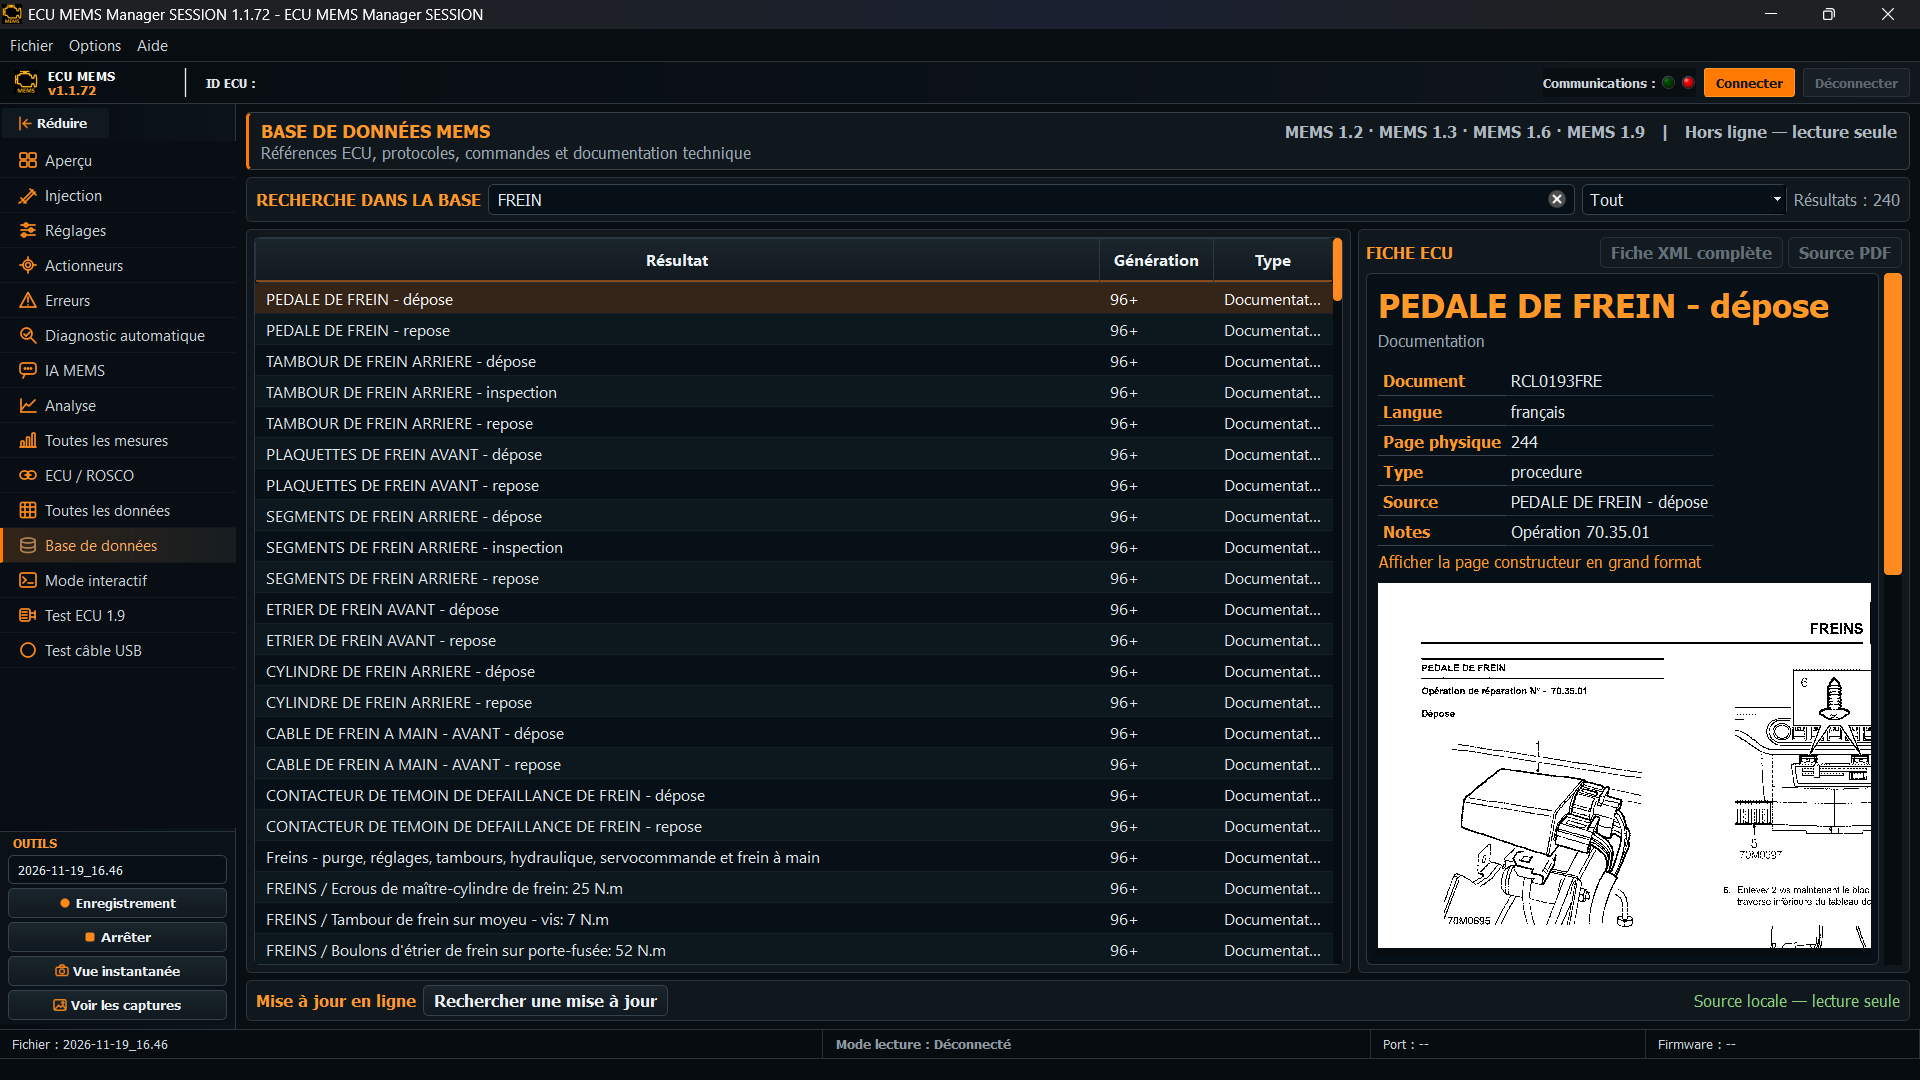 ECU MEMS Manager SESSION 1.1.72 - ECU MEMS Manager SESSION
Fichier Options Aide
ECU MEMS
v1.1.72
ID ECU :
Communications :
Connecter
Déconnecter
Réduire
Aperçu
Injection
Réglages
Actionneurs
Erreurs
Diagnostic automatique
IA MEMS
Analyse
Toutes les mesures
ECU / ROSCO
Toutes les données
Base de données
Mode interactif
Test ECU 1.9
Test câble USB
OUTILS
2026-11-19_16.46
Enregistrement
Arrêter
Vue instantanée
Voir les captures
BASE DE DONNÉES MEMS
Références ECU, protocoles, commandes et documentation technique
MEMS 1.2 · MEMS 1.3 · MEMS 1.6 · MEMS 1.9 | Hors ligne — lecture seule
RECHERCHE DANS LA BASE
FREIN
Tout
Résultats : 240
Résultat Génération Type
PEDALE DE FREIN - dépose 96+ Documentat...
PEDALE DE FREIN - repose 96+ Documentat...
TAMBOUR DE FREIN ARRIERE - dépose 96+ Documentat...
TAMBOUR DE FREIN ARRIERE - inspection 96+ Documentat...
TAMBOUR DE FREIN ARRIERE - repose 96+ Documentat...
PLAQUETTES DE FREIN AVANT - dépose 96+ Documentat...
PLAQUETTES DE FREIN AVANT - repose 96+ Documentat...
SEGMENTS DE FREIN ARRIERE - dépose 96+ Documentat...
SEGMENTS DE FREIN ARRIERE - inspection 96+ Documentat...
SEGMENTS DE FREIN ARRIERE - repose 96+ Documentat...
ETRIER DE FREIN AVANT - dépose 96+ Documentat...
ETRIER DE FREIN AVANT - repose 96+ Documentat...
CYLINDRE DE FREIN ARRIERE - dépose 96+ Documentat...
CYLINDRE DE FREIN ARRIERE - repose 96+ Documentat...
CABLE DE FREIN A MAIN - AVANT - dépose 96+ Documentat...
CABLE DE FREIN A MAIN - AVANT - repose 96+ Documentat...
CONTACTEUR DE TEMOIN DE DEFAILLANCE DE FREIN - dépose 96+ Documentat...
CONTACTEUR DE TEMOIN DE DEFAILLANCE DE FREIN - repose 96+ Documentat...
Freins - purge, réglages, tambours, hydraulique, servocommande et frein à main 96+ Documentat...
FREINS / Ecrous de maître-cylindre de frein: 25 N.m 96+ Documentat...
FREINS / Tambour de frein sur moyeu - vis: 7 N.m 96+ Documentat...
FREINS / Boulons d'étrier de frein sur porte-fusée: 52 N.m 96+ Documentat...
FICHE ECU
Fiche XML complète
Source PDF
PEDALE DE FREIN - dépose
Documentation
Document RCL0193FRE
Langue français
Page physique 244
Type procedure
Source PEDALE DE FREIN - dépose
Notes Opération 70.35.01
Afficher la page constructeur en grand format
FREINS
PEDALE DE FREIN
Opération de réparation N° - 70.35.01
Dépose
1
70M0695
6
5
70M0397
maintenant le bloc
traverse inférieure du tableau
Mise à jour en ligne
Rechercher une mise à jour
Source locale — lecture seule
Fichier : 2026-11-19_16.46
Mode lecture : Déconnecté
Port : --
Firmware : --